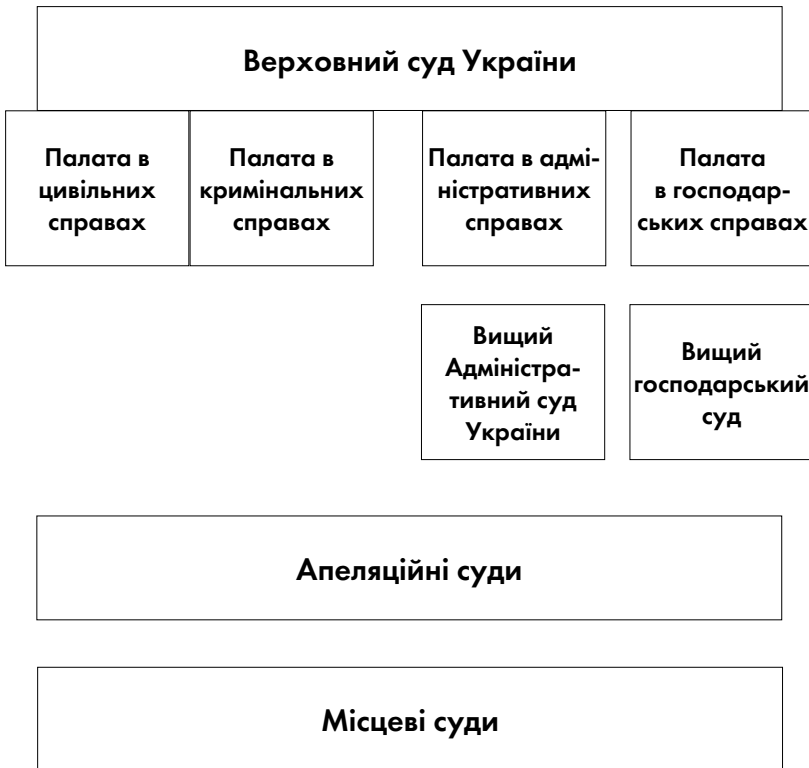 Верховний суд України
Палата в
цивільних
справах
Палата в
кримінальних
справах
Палата в адмі-
ністративних
справах
Палата
в господар-
ських справах
Вищий
Адміністра-
тивний суд
України
Вищий
господарський
суд
Апеляційні суди
Місцеві суди